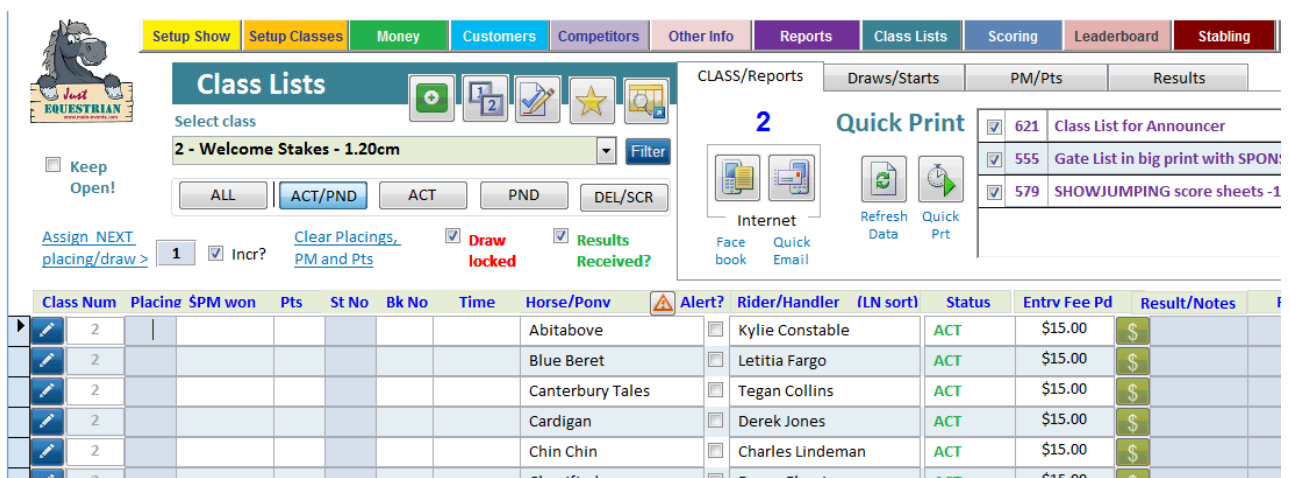 Setup Show Setup Classes Money Customers Competitors Other Info Reports Class Lists Scoring Leaderboard Stabling
Just
EQUESTRIAN
Class Lists
1 2
Select class
2 - Welcome Stakes - 1.20cm
Filter
Keep
Open!
ALL ACT/PND ACT PND DEL/SCR
Assign NEXT
placing/draw >
1
Incr?
Clear Placings,
PM and Pts
Draw
locked
Results
Received?
CLASS/Reports Draws/Starts PM/Pts Results
2
Quick Print
Internet
Face
book
Quick
Email
Refresh
Data
Quick
Prt
621 Class List for Announcer
555 Gate List in big print with SPON
579 SHOWJUMPING score sheets -1
Class Num Placing $PM won Pts St No Bk No Time Horse/Pony Alert? Rider/Handler (LN sort) Status Entry Fee Pd Result/Notes
2 Abitabove Kylie Constable ACT $15.00 $
2 Blue Beret Letitia Fargo ACT $15.00 $
2 Canterbury Tales Tegan Collins ACT $15.00 $
2 Cardigan Derek Jones ACT $15.00 $
2 Chin Chin Charles Lindeman ACT $15.00 $